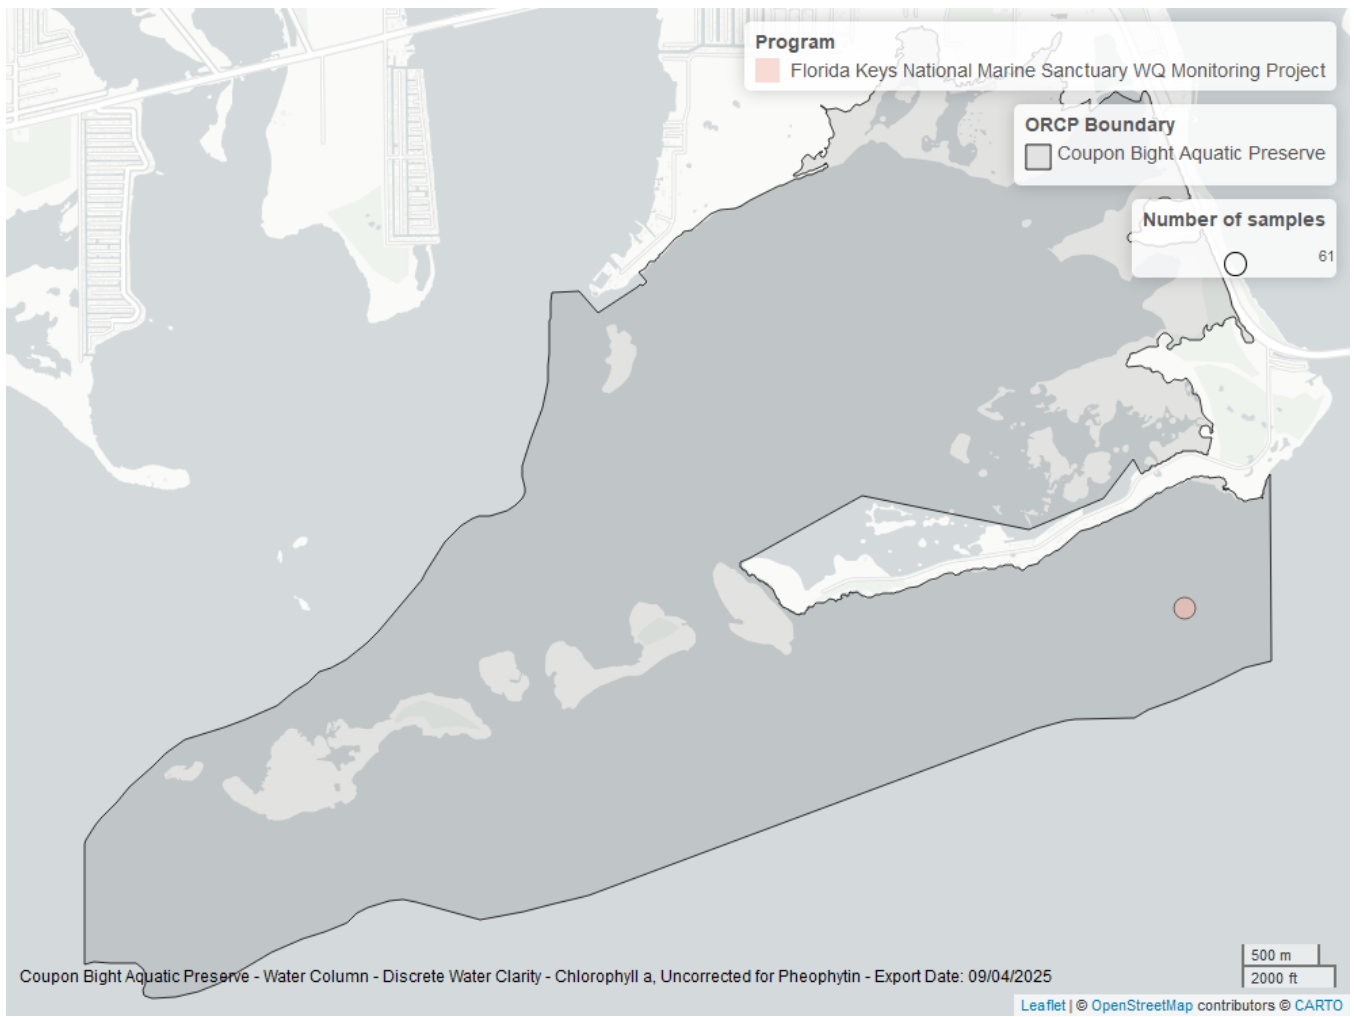 Program
Florida Keys National Marine Sanctuary WQ Monitoring Project
ORCP Boundary
Coupon Bight Aquatic Preserve
Number of samples
61
500 m
2000 ft
Coupon Bight Aquatic Preserve - Water Column - Discrete Water Clarity - Chlorophyll a, Uncorrected for Pheophytin - Export Date: 09/04/2025
Leaflet | © OpenStreetMap contributors © CARTO